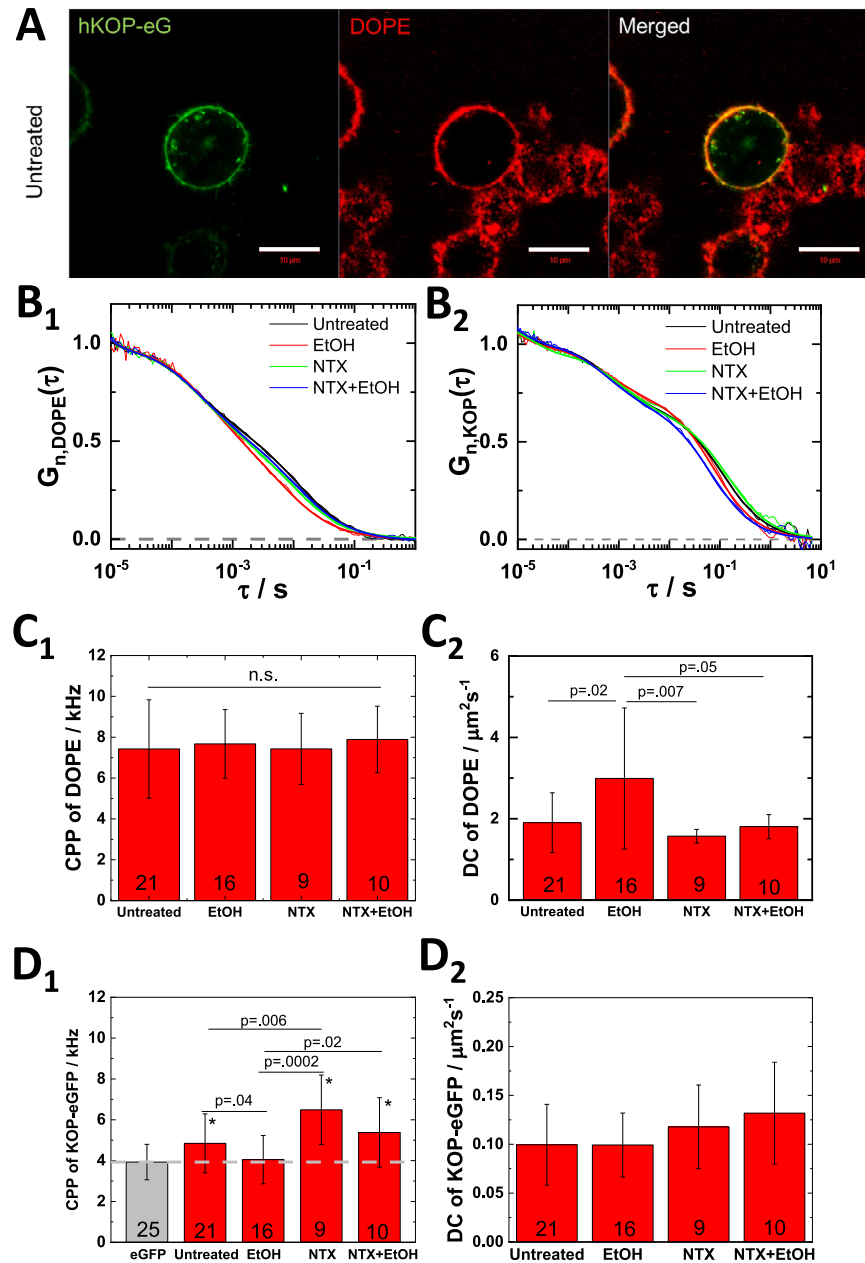 A
hKOP-eG
DOPE
Merged
Untreated
10 µm
10 µm
10 µm
B1
Untreated
EtOH
NTX
NTX+EtOH
Gn,DOPE(τ)
1.0
0.5
0.0
10-5
10-3
10-1
τ / s
B2
Untreated
EtOH
NTX
NTX+EtOH
Gn,KOP(τ)
1.0
0.5
0.0
10-5
10-3
10-1
101
τ / s
C1
CPP of DOPE / kHz
12
10
8
6
4
2
0
n.s.
21
16
9
10
Untreated
EtOH
NTX
NTX+EtOH
C2
DC of DOPE / µm2s-1
6
4
2
0
p=.05
p=.02
p=.007
21
16
9
10
Untreated
EtOH
NTX
NTX+EtOH
D1
CPP of KOP-eGFP / kHz
12
10
8
6
4
2
0
p=.006
p=.02
p=.0002
p=.04
*
*
*
25
21
16
9
10
eGFP
Untreated
EtOH
NTX
NTX+EtOH
D2
DC of KOP-eGFP / µm2s-1
0.25
0.20
0.15
0.10
0.05
0.00
21
16
9
10
Untreated
EtOH
NTX
NTX+EtOH